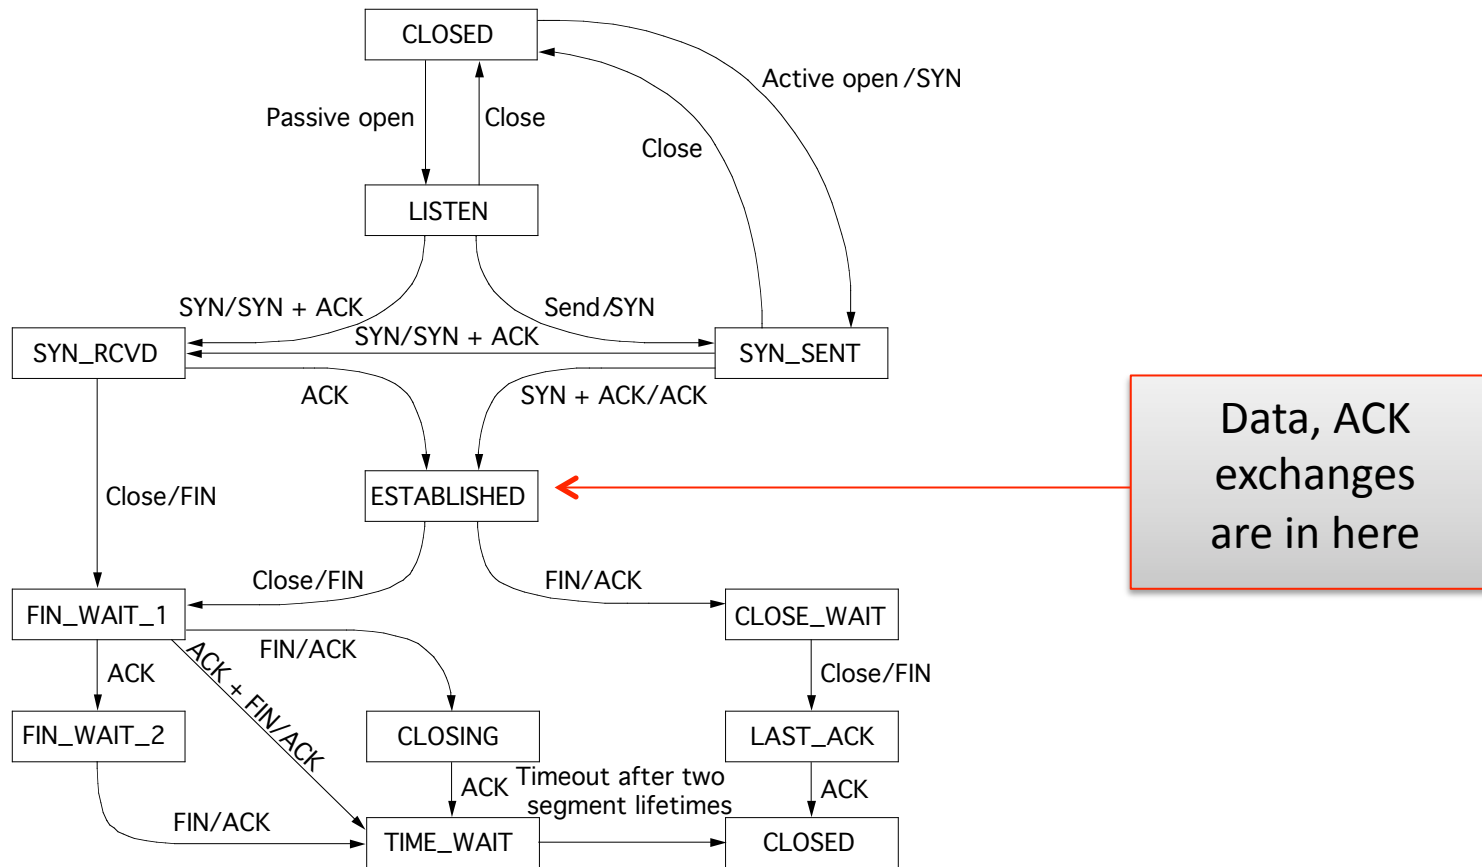 CLOSED
Active open /SYN
Passive open
Close
Close
LISTEN
SYN/SYN + ACK
Send/SYN
SYN/SYN + ACK
SYN_RCVD
SYN_SENT
ACK
SYN + ACK/ACK
Data, ACK
exchanges
are in here
Close/FIN
ESTABLISHED
Close/FIN
FIN/ACK
FIN_WAIT_1
CLOSE_WAIT
FIN/ACK
ACK
ACK + FIN/ACK
Close/FIN
FIN_WAIT_2
CLOSING
LAST_ACK
ACK
Timeout after two
segment lifetimes
ACK
FIN/ACK
TIME_WAIT
CLOSED